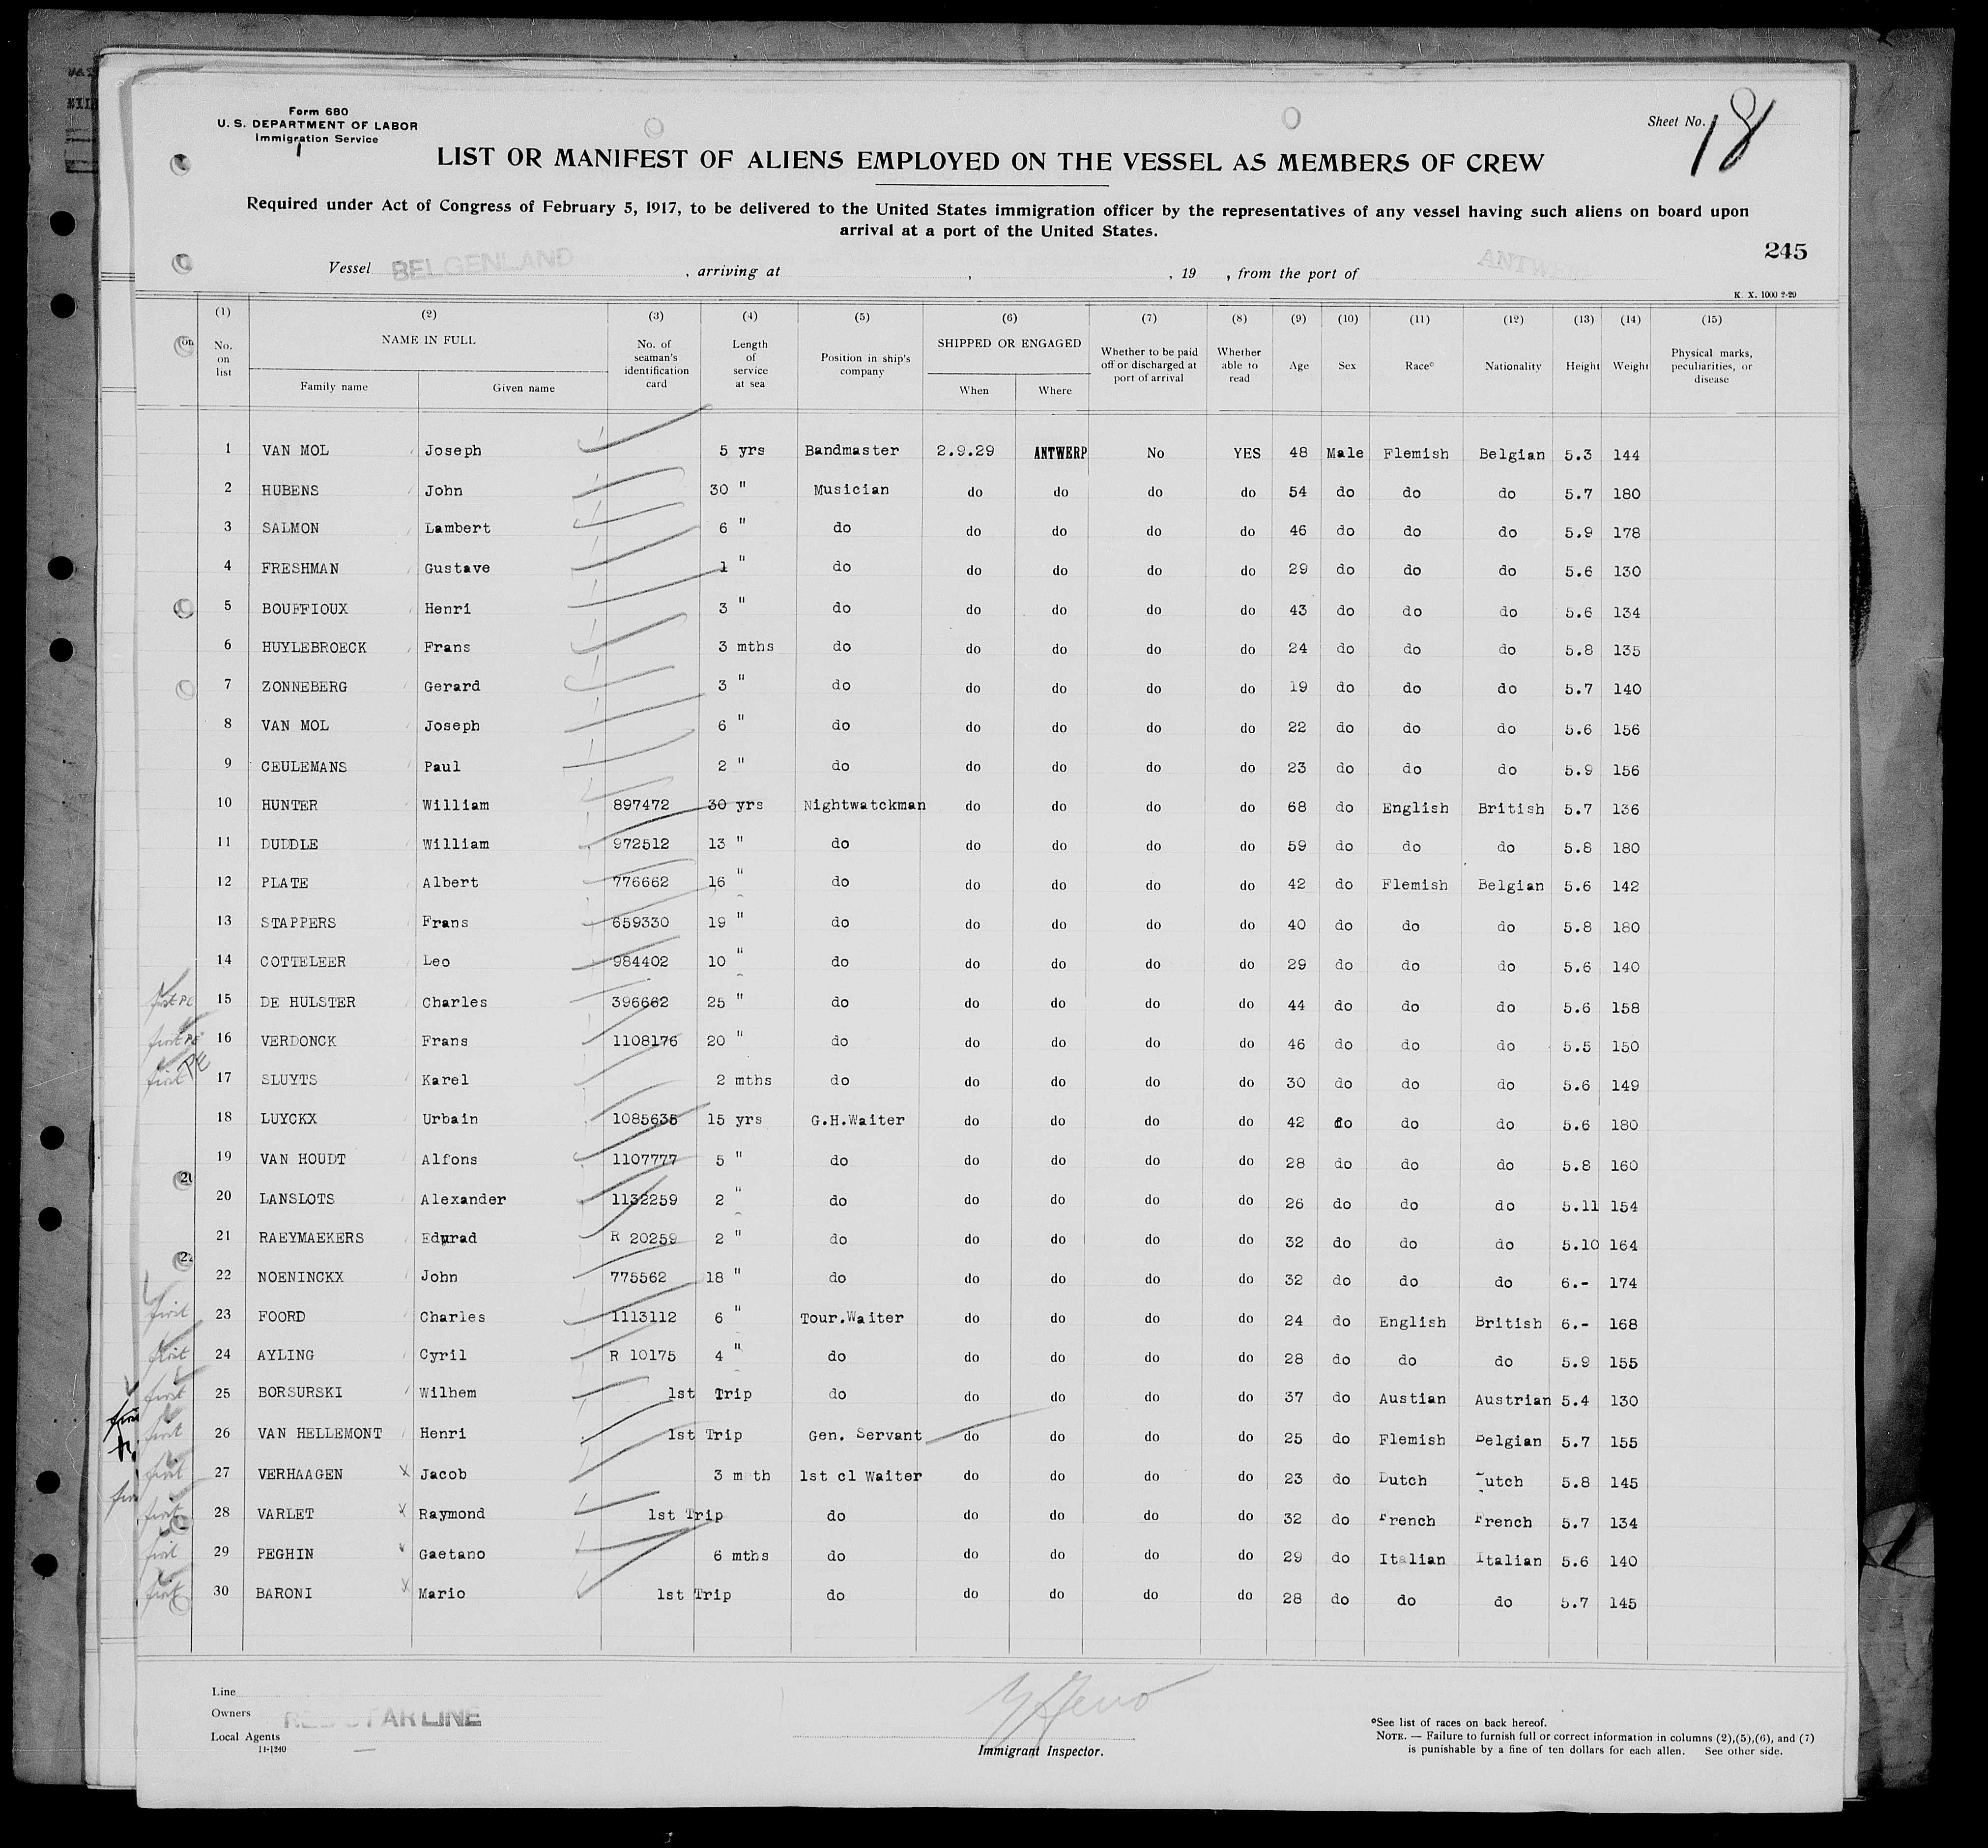 Form 680
U. S. DEPARTMENT OF LABOR
Immigration Service
Sheet No. 18
LIST OR MANIFEST OF ALIENS EMPLOYED ON THE VESSEL AS MEMBERS OF CREW
Required under Act of Congress of February 5, 1917, to be delivered to the United States immigration officer by the representatives of any vessel having such aliens on board upon
arrival at a port of the United States.
245
Vessel BELGENLAND , arriving at , , 19 , from the port of ANTWERP
K. X. 1000 2-29
(1) (2) (3) (4) (5) (6) (7) (8) (9) (10) (11) (12) (13) (14) (15)
No. on list NAME IN FULL Family name Given name No. of seaman's identification card Length of service at sea Position in ship's company SHIPPED OR ENGAGED When Where Whether to be paid off or discharged at port of arrival Whether able to read Age Sex Race° Nationality Height Weight Physical marks, peculiarities, or disease
1 VAN MOL Joseph 5 yrs Bandmaster 2.9.29 ANTWERP No YES 48 Male Flemish Belgian 5.3 144
2 HUBENS John 30 " Musician do do do do 54 do do do 5.7 180
3 SALMON Lambert 6 " do do do do do 46 do do do 5.9 178
4 FRESHMAN Gustave 1 " do do do do do 29 do do do 5.6 130
5 BOUFFIOUX Henri 3 " do do do do do 43 do do do 5.6 134
6 HUYLEBROECK Frans 3 mths do do do do do 24 do do do 5.8 135
7 ZONNEBERG Gerard 3 " do do do do do 19 do do do 5.7 140
8 VAN MOL Joseph 6 " do do do do do 22 do do do 5.6 156
9 CEULEMANS Paul 2 " do do do do do 23 do do do 5.9 156
10 HUNTER William 897472 30 yrs Nightwatckman do do do do 68 do English British 5.7 136
11 DUDDLE William 972512 13 " do do do do do 59 do do do 5.8 180
12 PLATE Albert 776662 16 " do do do do do 42 do Flemish Belgian 5.6 142
13 STAPPERS Frans 659330 19 " do do do do do 40 do do do 5.8 180
14 COTTELEER Leo 984402 10 " do do do do do 29 do do do 5.6 140
first PE 15 DE HULSTER Charles 396662 25 " do do do do do 44 do do do 5.6 158
first PE 16 VERDONCK Frans 1108176 20 " do do do do do 46 do do do 5.5 150
first PE 17 SLUYTS Karel 2 mths do do do do do 30 do do do 5.6 149
18 LUYCKX Urbain 1085635 15 yrs G.H.Waiter do do do do 42 do do do 5.6 180
19 VAN HOUDT Alfons 1107777 5 " do do do do do 28 do do do 5.8 160
20 LANSLOTS Alexander 1132259 2 " do do do do do 26 do do do 5.11 154
21 RAEYMAEKERS Edurad R 20259 2 " do do do do do 32 do do do 5.10 164
22 NOENINCKX John 775562 18 " do do do do do 32 do do do 6.- 174
first 23 FOORD Charles 1113112 6 " Tour.Waiter do do do do 24 do English British 6.- 168
first 24 AYLING Cyril R 10175 4 " do do do do do 28 do do do 5.9 155
first 25 BORSURSKI Wilhem 1st Trip do do do do do 37 do Austian Austrian 5.4 130
first 26 VAN HELLEMONT Henri 1st Trip Gen. Servant do do do do 25 do Flemish Belgian 5.7 155
first 27 VERHAAGEN X Jacob 3 m th 1st cl Waiter do do do do 23 do Dutch utch 5.8 145
first 28 VARLET X Raymond 1st Trip do do do do do 32 do French French 5.7 134
first 29 PEGHIN Gaetano 6 mths do do do do do 29 do Italian Italian 5.6 140
first 30 BARONI X Mario 1st Trip do do do do do 28 do do do 5.7 145
Line
Owners RED STAR LINE
Local Agents
14-1240
Immigrant Inspector.
°See list of races on back hereof.
NOTE. — Failure to furnish full or correct information in columns (2),(5),(6), and (7)
is punishable by a fine of ten dollars for each alien. See other side.